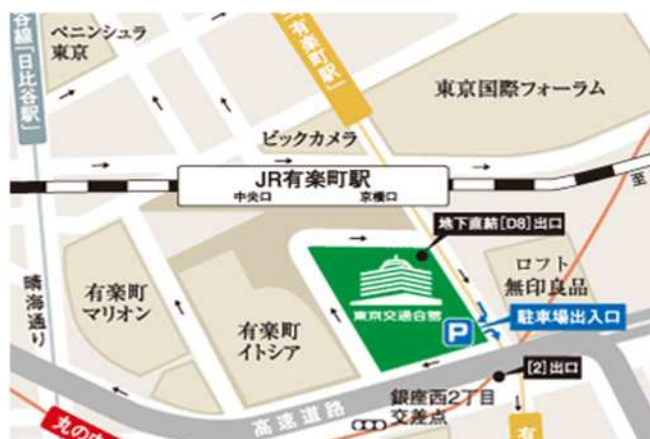 谷線「日比谷駅」
ペニンシュラ
東京
「有楽町駅」
東京国際フォーラム
ビックカメラ
JR有楽町駅
中央口
京橋口
至
地下直結[D8]出口
ロフト
無印良品
晴海通り
有楽町
マリオン
有楽町
イトシア
東京交通会館
P
駐車場出入口
[2]出口
高速道路
銀座西2丁目
交差点
丸の内
有